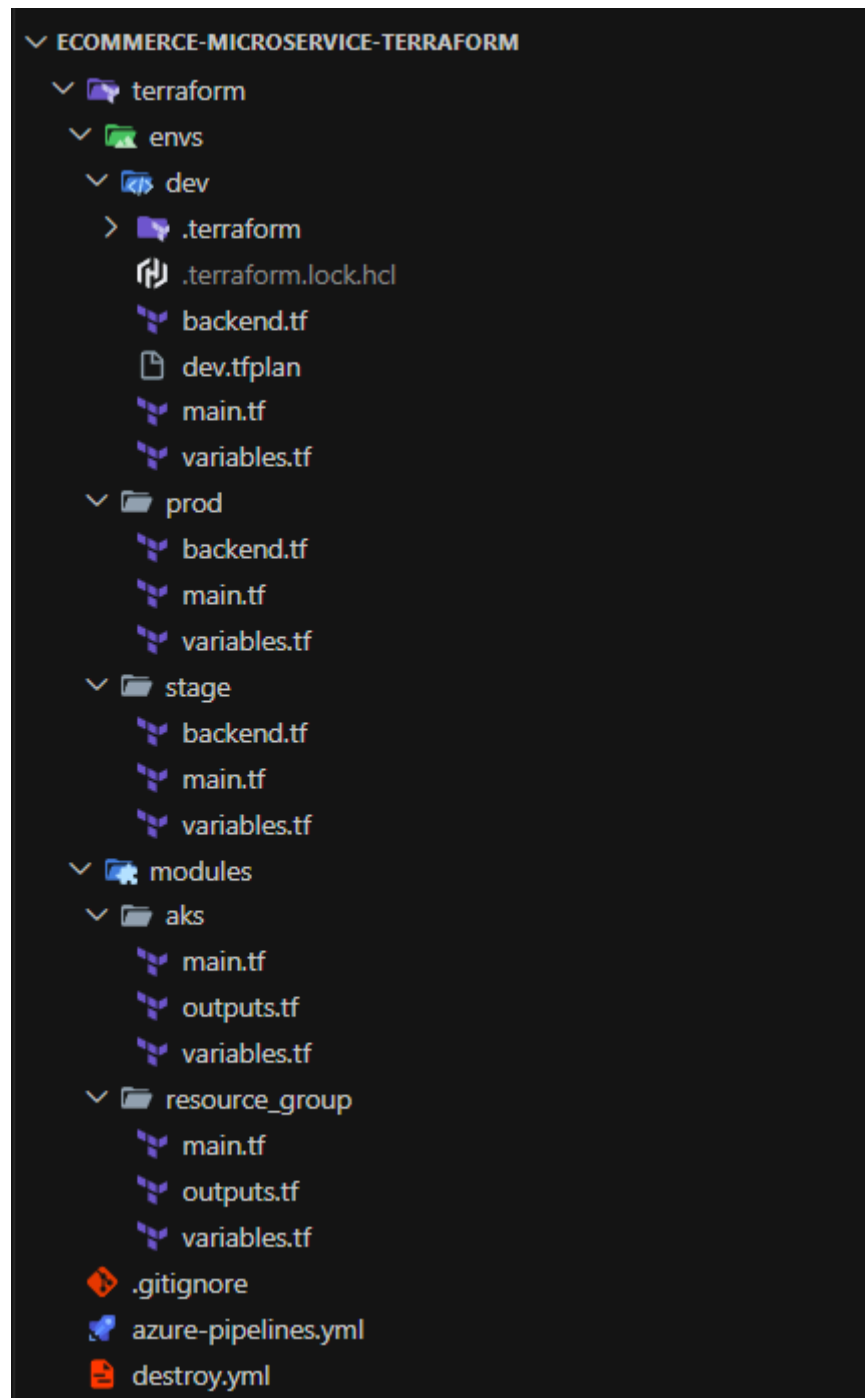 ECOMMERCE-MICROSERVICE-TERRAFORM
terraform
envs
dev
.terraform
.terraform.lock.hcl
backend.tf
dev.tfplan
main.tf
variables.tf
prod
backend.tf
main.tf
variables.tf
stage
backend.tf
main.tf
variables.tf
modules
aks
main.tf
outputs.tf
variables.tf
resource_group
main.tf
outputs.tf
variables.tf
.gitignore
azure-pipelines.yml
destroy.yml